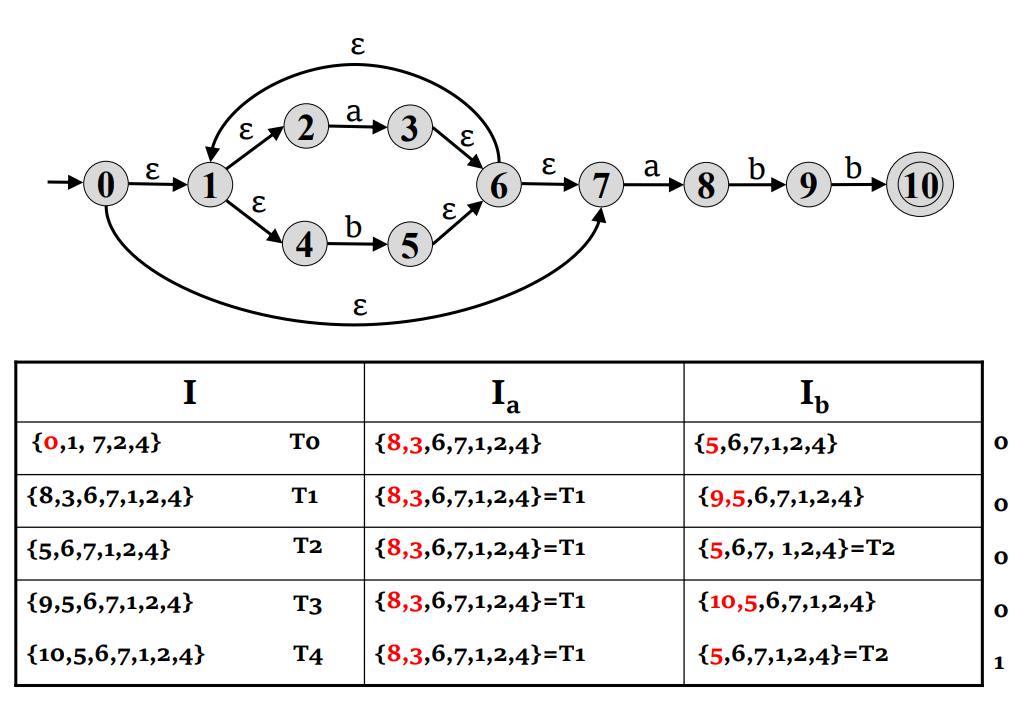 ε
ε 2 a 3 ε
0 ε 1 6 ε 7 a 8 b 9 b 10
ε 4 b 5 ε
ε
I Ia Ib
{0,1, 7,2,4} T0 {8,3,6,7,1,2,4} {5,6,7,1,2,4} 0
{8,3,6,7,1,2,4} T1 {8,3,6,7,1,2,4}=T1 {9,5,6,7,1,2,4} 0
{5,6,7,1,2,4} T2 {8,3,6,7,1,2,4}=T1 {5,6,7, 1,2,4}=T2 0
{9,5,6,7,1,2,4} T3 {8,3,6,7,1,2,4}=T1 {10,5,6,7,1,2,4} 0
{10,5,6,7,1,2,4} T4 {8,3,6,7,1,2,4}=T1 {5,6,7,1,2,4}=T2 1